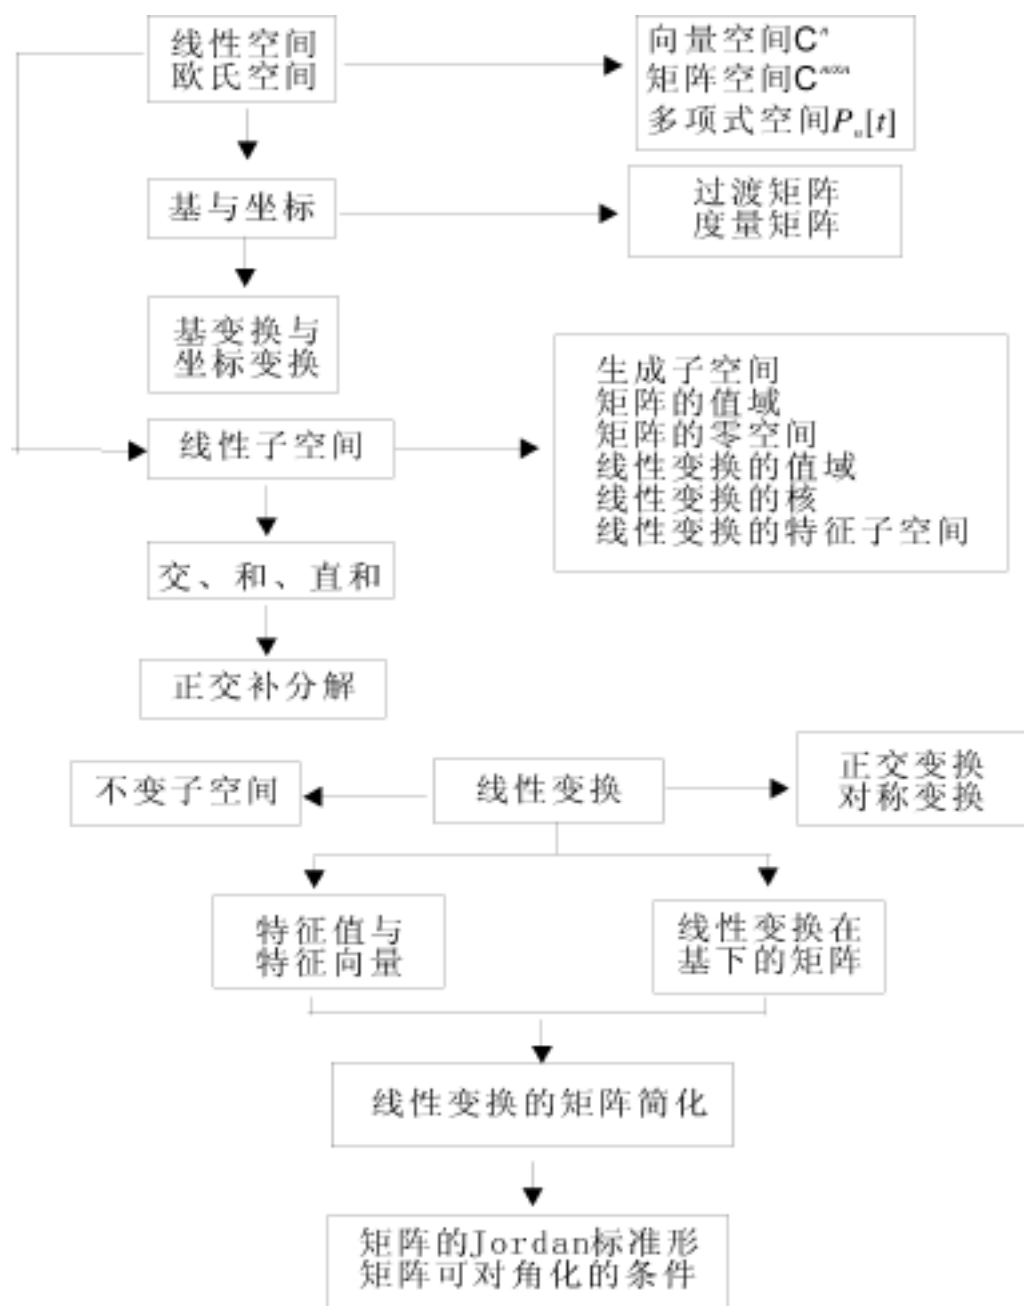 线性空间
欧氏空间
向量空间Cⁿ
矩阵空间Cᵐˣⁿ
多项式空间Pₙ[t]
基与坐标
过渡矩阵
度量矩阵
基变换与
坐标变换
生成子空间
矩阵的值域
矩阵的零空间
线性变换的值域
线性变换的核
线性变换的特征子空间
线性子空间
交、和、直和
正交补分解
不变子空间
线性变换
正交变换
对称变换
特征值与
特征向量
线性变换在
基下的矩阵
线性变换的矩阵简化
矩阵的Jordan标准形
矩阵可对角化的条件